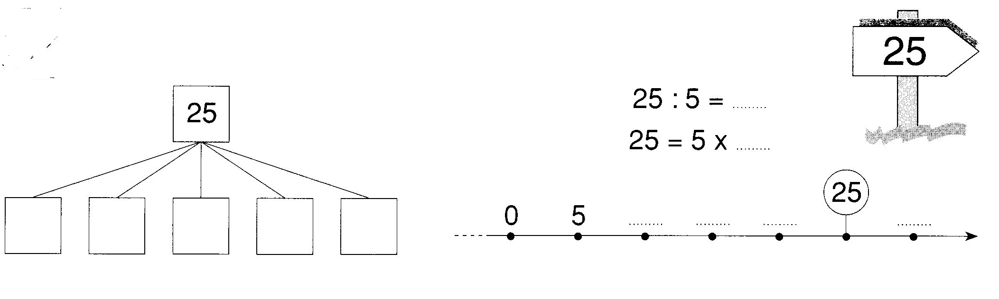 25
25
25 : 5 = .........
25 = 5 x .........
25
0 5 ......... ......... ......... .........